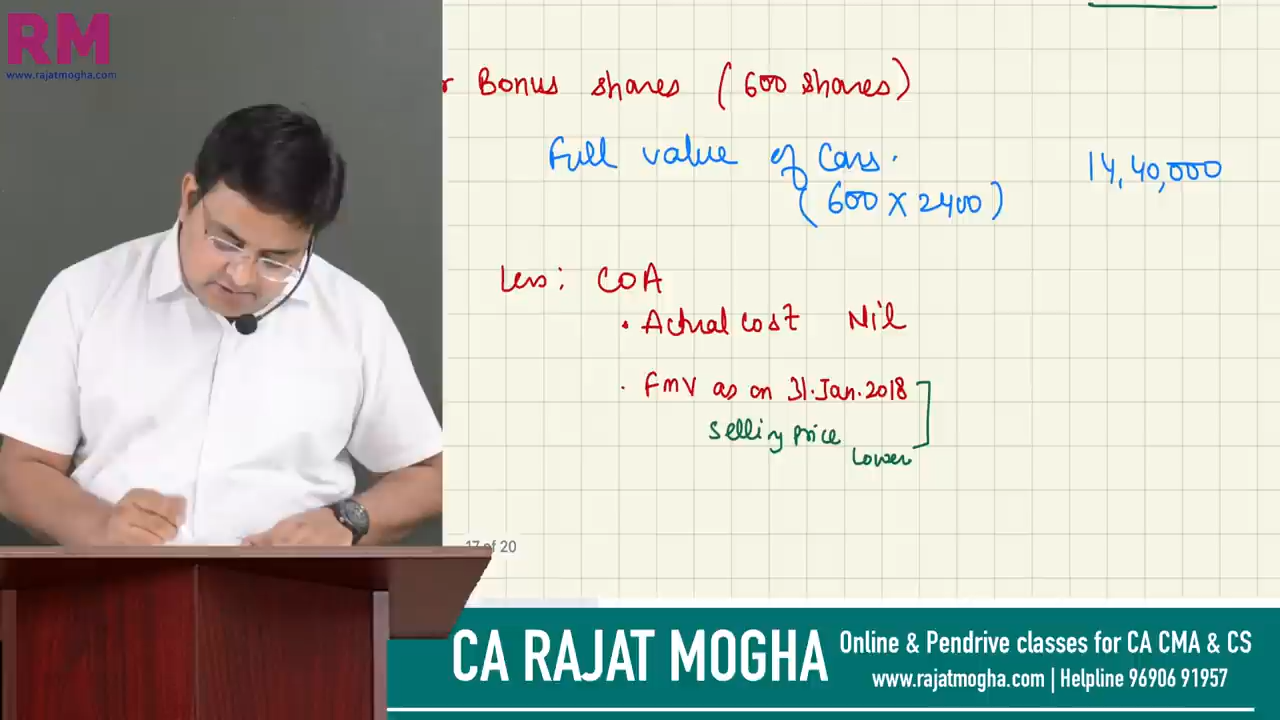 RM
www.rajatmogha.com
r Bonus shares (600 shares)
Full value of Cons. 14,40,000
(600 X 2400)
Less: COA
• Actual cost Nil
• FMV as on 31.Jan.2018
Selling Price
Lower
17 of 20
CA RAJAT MOGHA
Online & Pendrive classes for CA CMA & CS
www.rajatmogha.com | Helpline 96906 91957